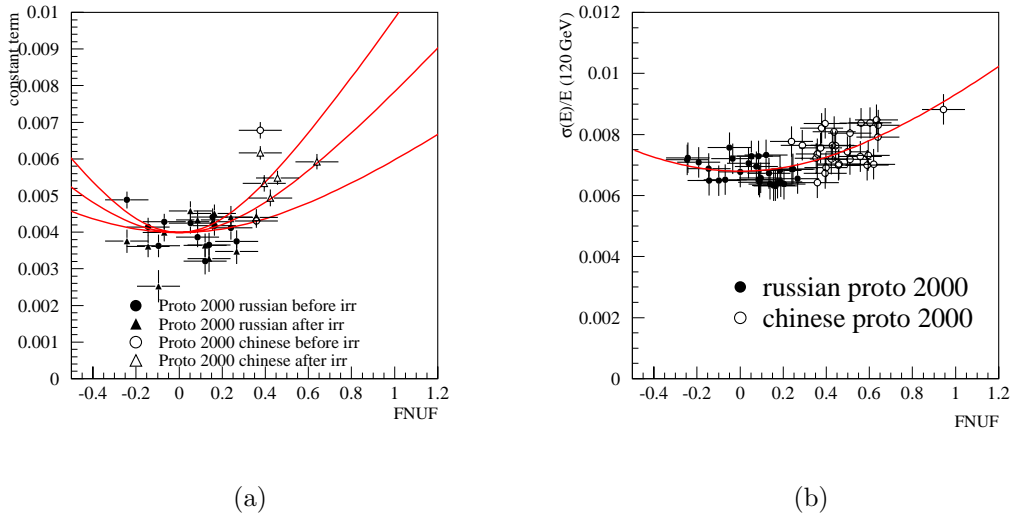 constant term
0.01
0.009
0.008
0.007
0.006
0.005
0.004
0.003
0.002
0.001
0
Proto 2000 russian before irr
Proto 2000 russian after irr
Proto 2000 chinese before irr
Proto 2000 chinese after irr
-0.4 -0.2 0 0.2 0.4 0.6 0.8 1 1.2
FNUF
(a)
σ(E)/E (120 GeV)
0.012
0.01
0.008
0.006
0.004
0.002
0
russian proto 2000
chinese proto 2000
-0.4 -0.2 0 0.2 0.4 0.6 0.8 1 1.2
FNUF
(b)